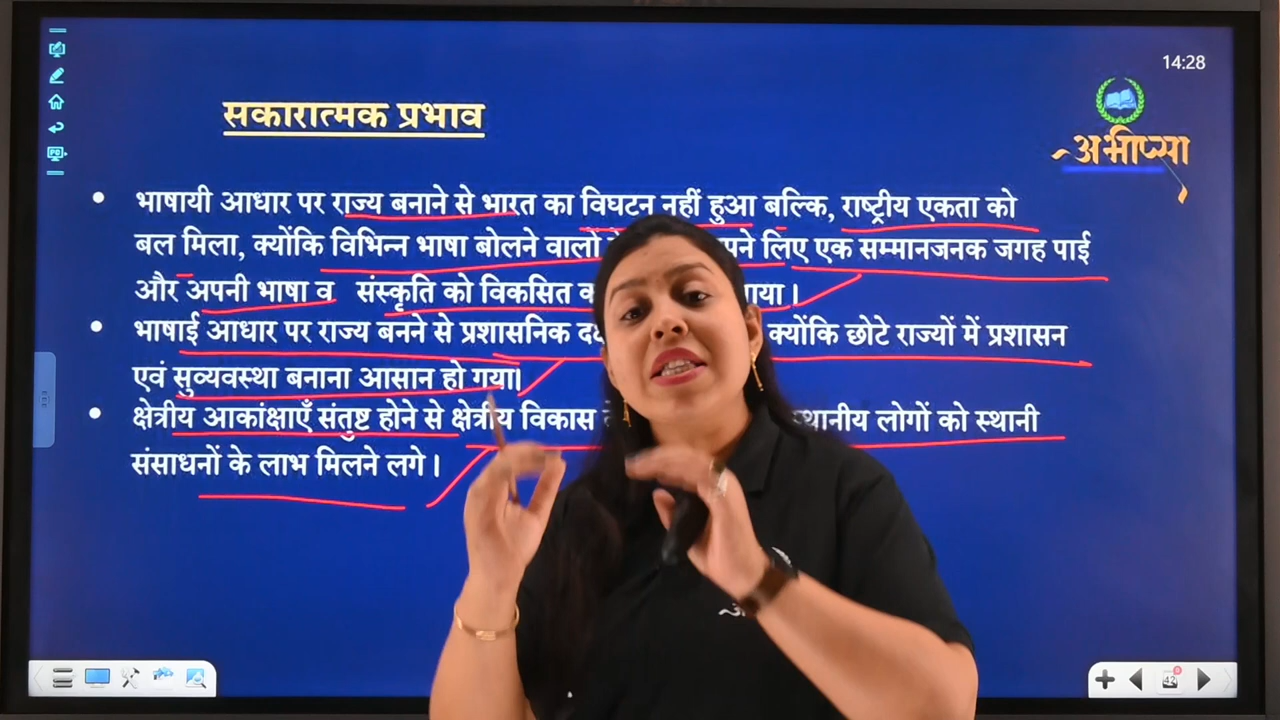 14:28
सकारात्मक प्रभाव
अभीप्सा
भाषायी आधार पर राज्य बनाने से भारत का विघटन नहीं हुआ बल्कि, राष्ट्रीय एकता को
बल मिला, क्योंकि विभिन्न भाषा बोलने वालों लिए एक सम्मानजनक जगह पाई
और अपनी भाषा व संस्कृति को विकसित
भाषाई आधार पर राज्य बनने से प्रशासनिक क्योंकि छोटे राज्यों में प्रशासन
एवं सुव्यवस्था बनाना आसान हो गया।
क्षेत्रीय आकांक्षाएँ संतुष्ट होने से क्षेत्रीय विकास लोगों को स्थानी
संसाधनों के लाभ मिलने लगे।
42